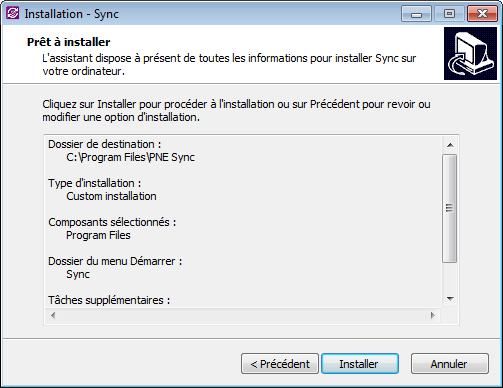 Installation - Sync
Prêt à installer
L'assistant dispose à présent de toutes les informations pour installer Sync sur
votre ordinateur.
Cliquez sur Installer pour procéder à l'installation ou sur Précédent pour revoir ou
modifier une option d'installation.
Dossier de destination :
C:\Program Files\PNE Sync
Type d'installation :
Custom installation
Composants sélectionnés :
Program Files
Dossier du menu Démarrer :
Sync
Tâches supplémentaires :
< Précédent
Installer
Annuler